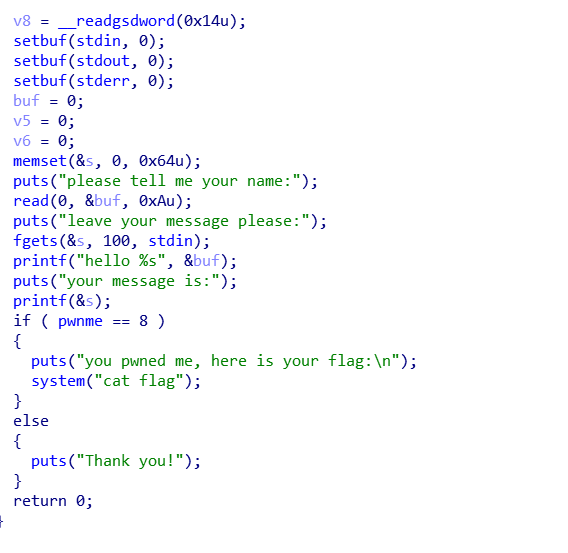 v8 = __readgsdword(0x14u);
setbuf(stdin, 0);
setbuf(stdout, 0);
setbuf(stderr, 0);
buf = 0;
v5 = 0;
v6 = 0;
memset(&s, 0, 0x64u);
puts("please tell me your name:");
read(0, &buf, 0xAu);
puts("leave your message please:");
fgets(&s, 100, stdin);
printf("hello %s", &buf);
puts("your message is:");
printf(&s);
if ( pwnme == 8 )
{
  puts("you pwned me, here is your flag:\n");
  system("cat flag");
}
else
{
  puts("Thank you!");
}
return 0;
}